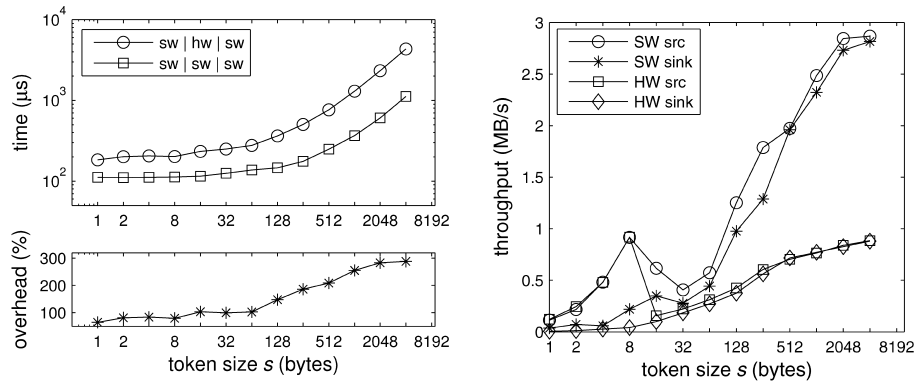 10^4
10^3
10^2
time (μs)
sw | hw | sw
sw | sw | sw
1 2 8 32 128 512 2048 8192
300
200
100
overhead (%)
1 2 8 32 128 512 2048 8192
token size s (bytes)
3
2.5
2
1.5
1
0.5
0
throughput (MB/s)
SW src
SW sink
HW src
HW sink
1 2 8 32 128 512 2048 8192
token size s (bytes)